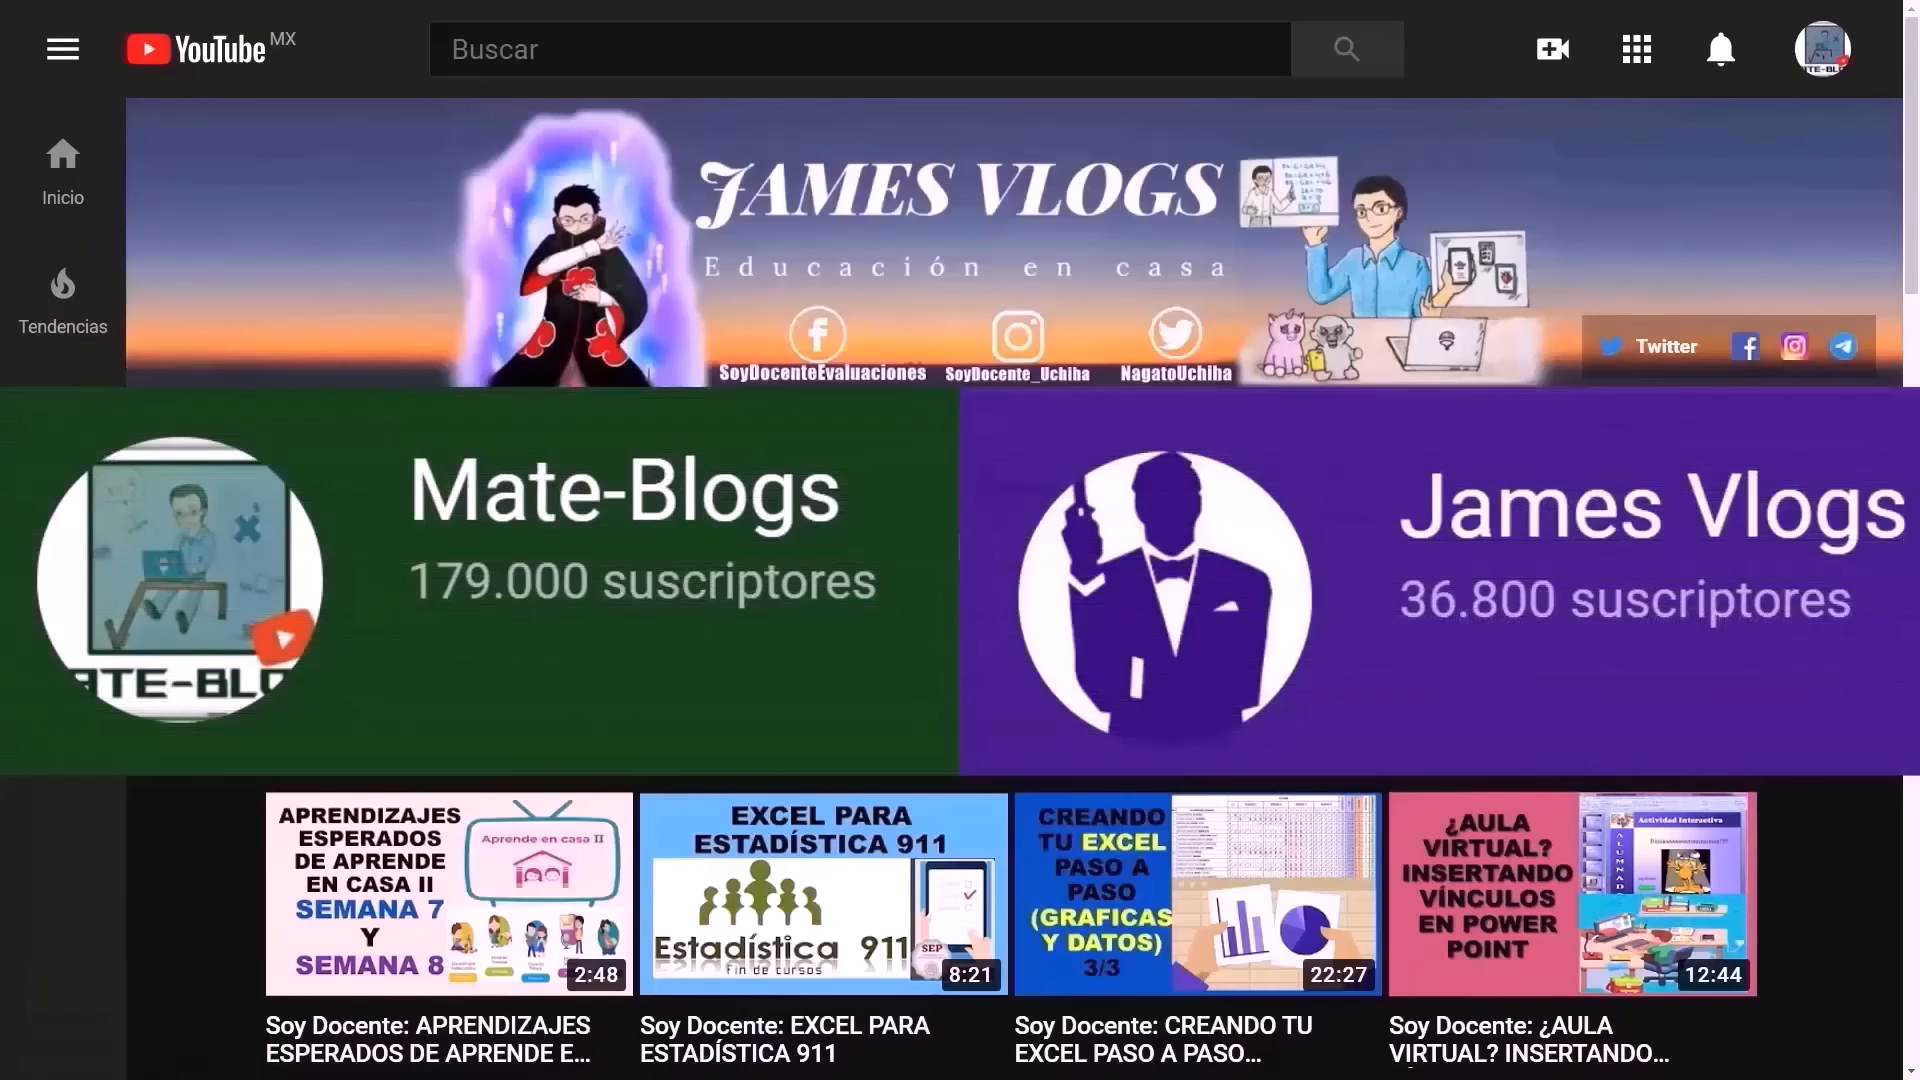 YouTube MX
Buscar
Inicio
Tendencias
JAMES VLOGS
Educación en casa
SoyDocenteEvaluaciones
SoyDocente_Uchiha
NagatoUchiha
Twitter
Mate-Blogs
179.000 suscriptores
ATE-BLO
James Vlogs
36.800 suscriptores
APRENDIZAJES
ESPERADOS
DE APRENDE
EN CASA II
SEMANA 7
Y
SEMANA 8
Aprende en casa II
2:48
EXCEL PARA
ESTADÍSTICA 911
Estadística 911
fin de cursos
SEP
8:21
CREANDO
TU EXCEL
PASO A
PASO
(GRAFICAS
Y DATOS)
3/3
22:27
¿AULA
VIRTUAL?
INSERTANDO
VÍNCULOS
EN POWER
POINT
Actividad Interactiva
ALUMNAD
12:44
Soy Docente: APRENDIZAJES
ESPERADOS DE APRENDE E...
Soy Docente: EXCEL PARA
ESTADÍSTICA 911
Soy Docente: CREANDO TU
EXCEL PASO A PASO...
Soy Docente: ¿AULA
VIRTUAL? INSERTANDO...